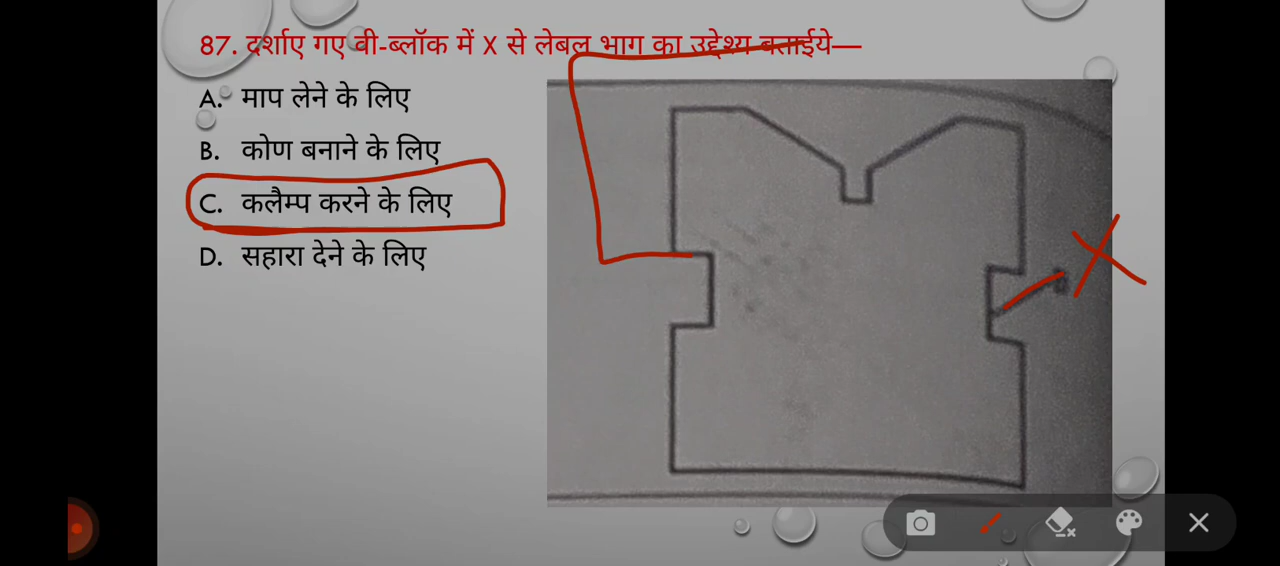 87. दर्शाए गए वी-ब्लॉक में X से लेबल भाग का उद्देश्य बताईये—
A. माप लेने के लिए
B. कोण बनाने के लिए
C. कलैम्प करने के लिए
D. सहारा देने के लिए
X